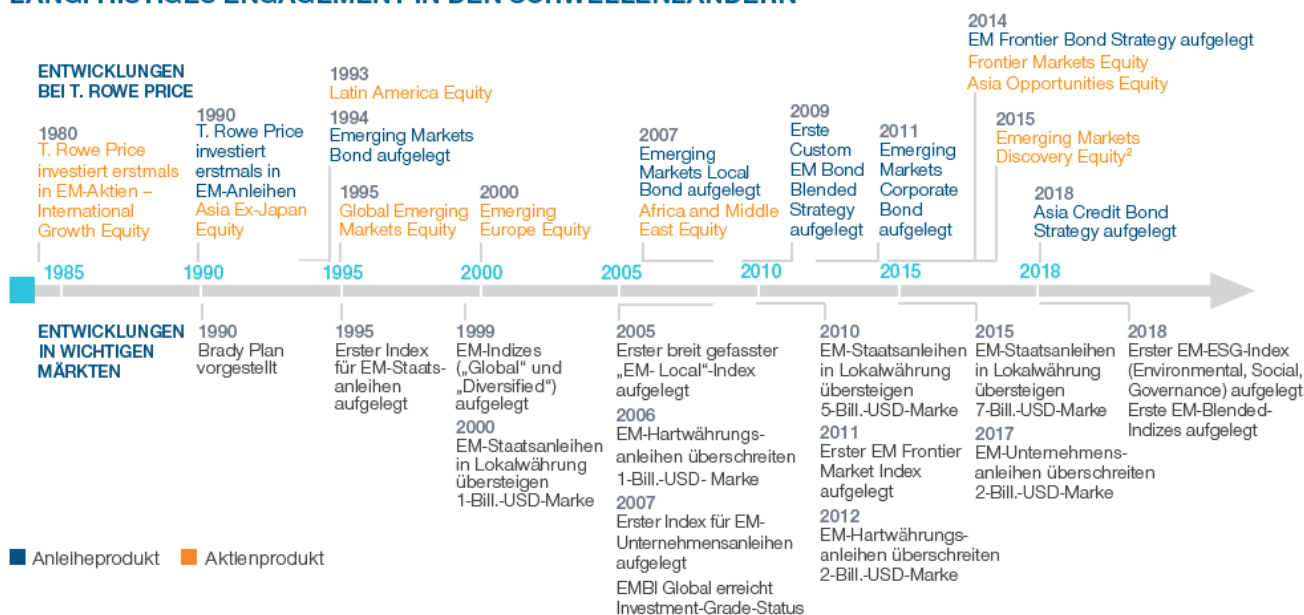 LANGFRISTIGES ENGAGEMENT IN DEN SCHWELLENLÄNDERN
ENTWICKLUNGEN
BEI T. ROWE PRICE
1980
T. Rowe Price
investiert erstmals
in EM-Aktien –
International
Growth Equity
1990
T. Rowe Price
investiert
erstmals in
EM-Anleihen
Asia Ex-Japan
Equity
1993
Latin America Equity
1994
Emerging Markets
Bond aufgelegt
1995
Global Emerging
Markets Equity
2000
Emerging
Europe Equity
2007
Emerging
Markets Local
Bond aufgelegt
Africa and Middle
East Equity
2009
Erste
Custom
EM Bond
Blended
Strategy
aufgelegt
2011
Emerging
Markets
Corporate
Bond
aufgelegt
2014
EM Frontier Bond Strategy aufgelegt
Frontier Markets Equity
Asia Opportunities Equity
2015
Emerging Markets
Discovery Equity²
2018
Asia Credit Bond
Strategy aufgelegt
1985 1990 1995 2000 2005 2010 2015 2018
ENTWICKLUNGEN
IN WICHTIGEN
MÄRKTEN
1990
Brady Plan
vorgestellt
1995
Erster Index
für EM-Staats-
anleihen
aufgelegt
1999
EM-Indizes
(„Global“ und
„Diversified“)
aufgelegt
2000
EM-Staatsanleihen
in Lokalwährung
übersteigen
1-Bill.-USD-Marke
2005
Erster breit gefasster
„EM- Local“-Index
aufgelegt
2006
EM-Hartwährungs-
anleihen überschreiten
1-Bill.-USD- Marke
2007
Erster Index für EM-
Unternehmensanleihen
aufgelegt
EMBI Global erreicht
Investment-Grade-Status
2010
EM-Staatsanleihen
in Lokalwährung
übersteigen
5-Bill.-USD-Marke
2011
Erster EM Frontier
Market Index
aufgelegt
2012
EM-Hartwährungs-
anleihen überschreiten
2-Bill.-USD-Marke
2015
EM-Staatsanleihen
in Lokalwährung
übersteigen
7-Bill.-USD-Marke
2017
EM-Unternehmens-
anleihen überschreiten
2-Bill.-USD-Marke
2018
Erster EM-ESG-Index
(Environmental, Social,
Governance) aufgelegt
Erste EM-Blended-
Indizes aufgelegt
Anleiheprodukt
Aktienprodukt